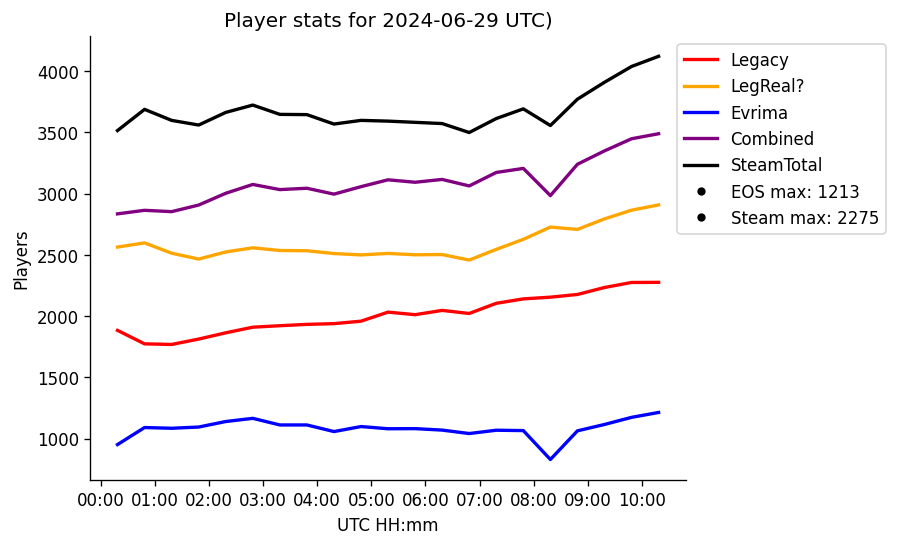 Player stats for 2024-06-29 UTC)
Legacy
LegReal?
Evrima
Combined
SteamTotal
EOS max: 1213
Steam max: 2275
Players
4000
3500
3000
2500
2000
1500
1000
00:00 01:00 02:00 03:00 04:00 05:00 06:00 07:00 08:00 09:00 10:00
UTC HH:mm